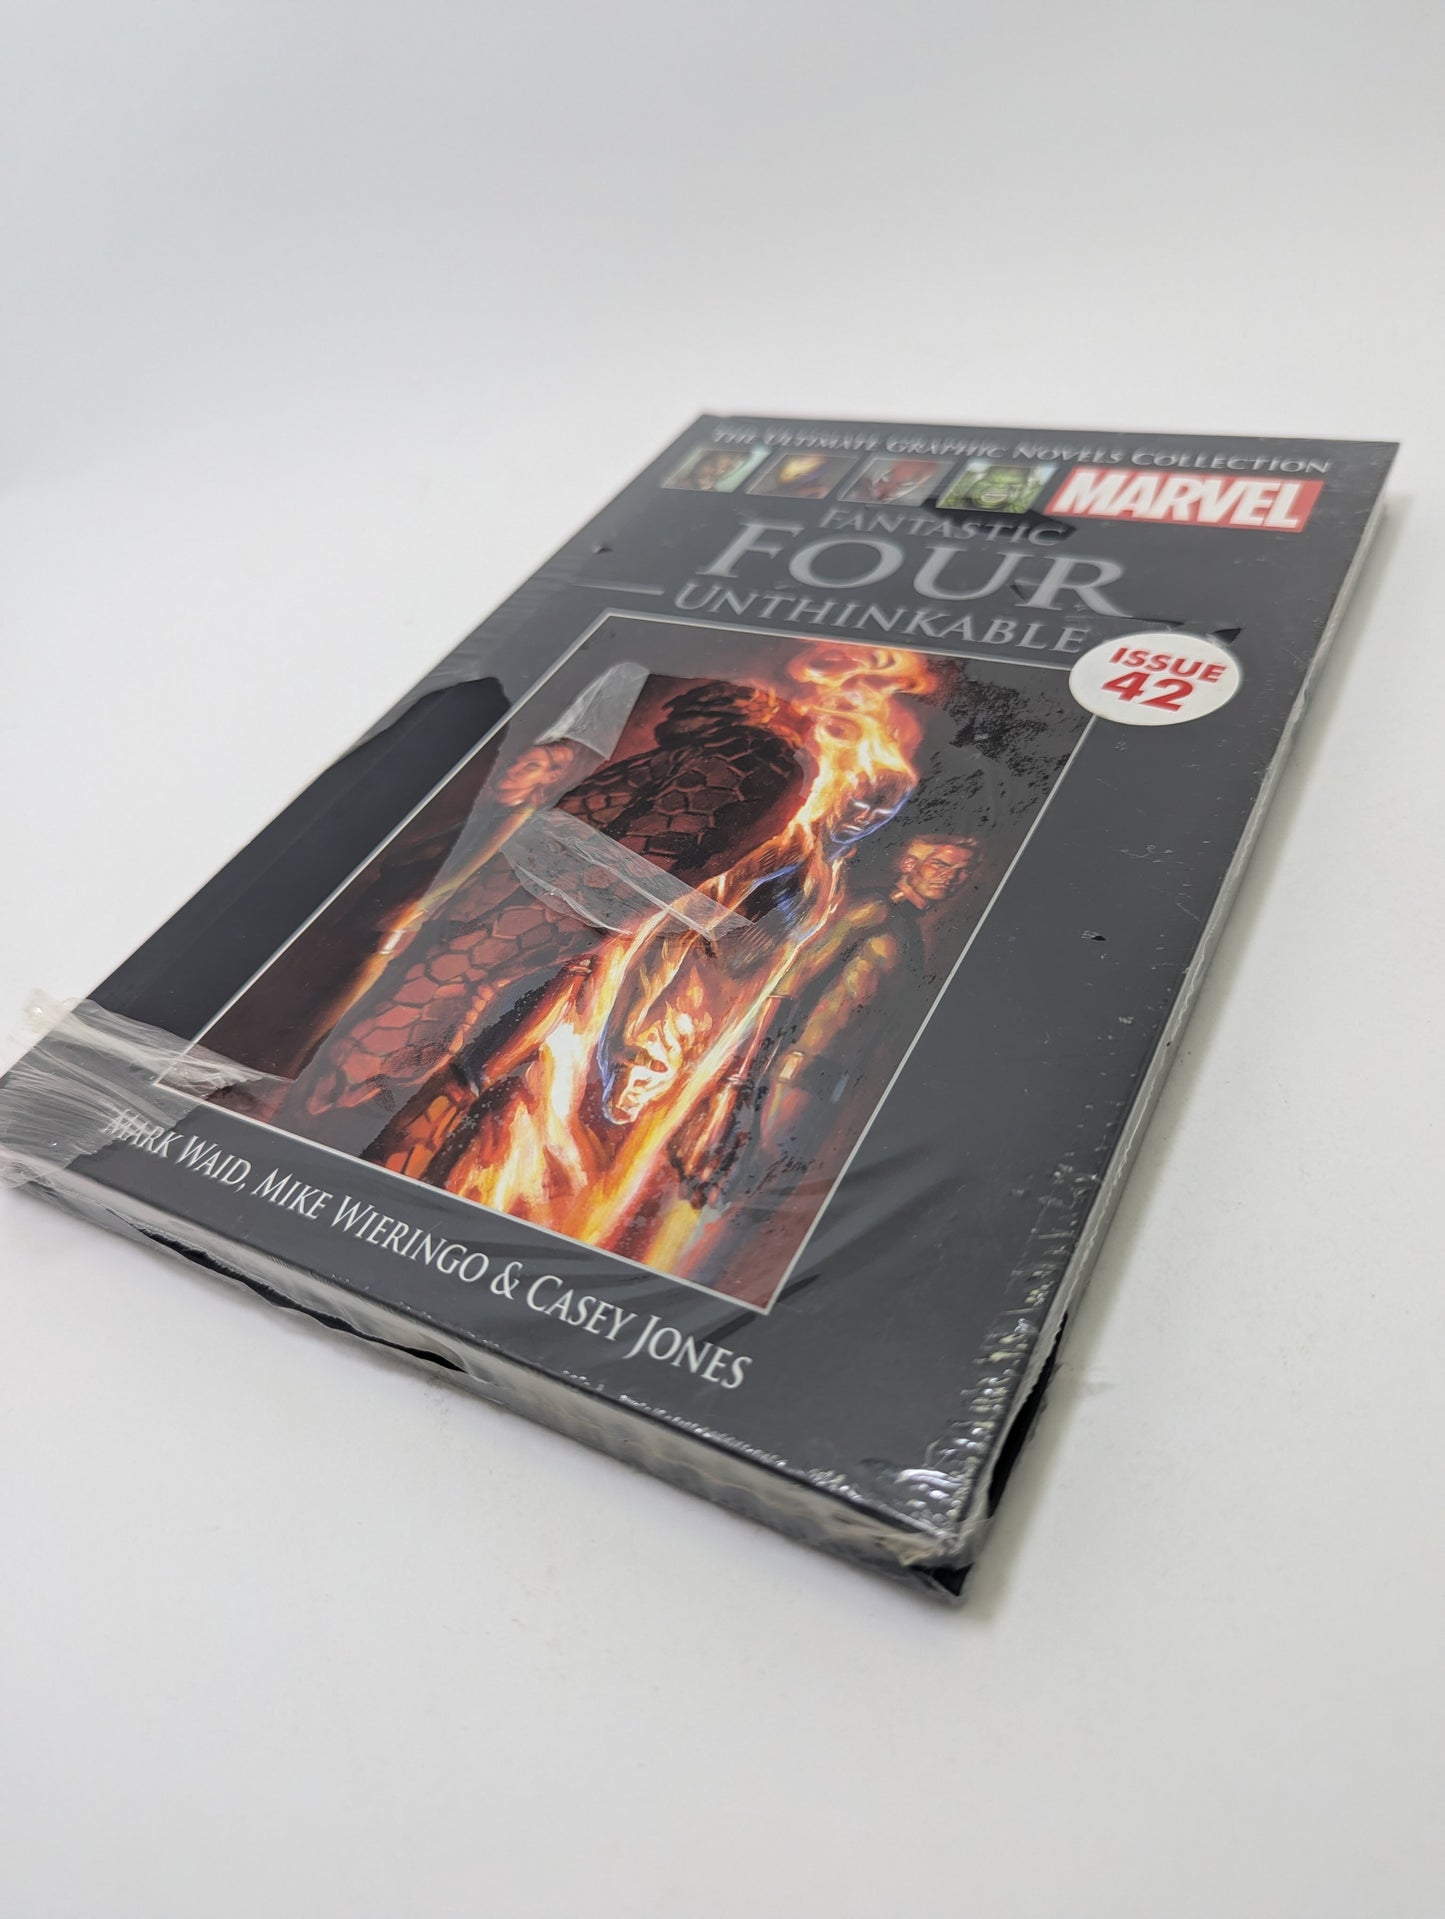 THE ULTIMATE GRAPHIC NOVELS COLLECTION
MARVEL
FANTASTIC
FOUR
UNTHINKABLE
ISSUE
42
MARK WAID, MIKE WIERINGO & CASEY JONES